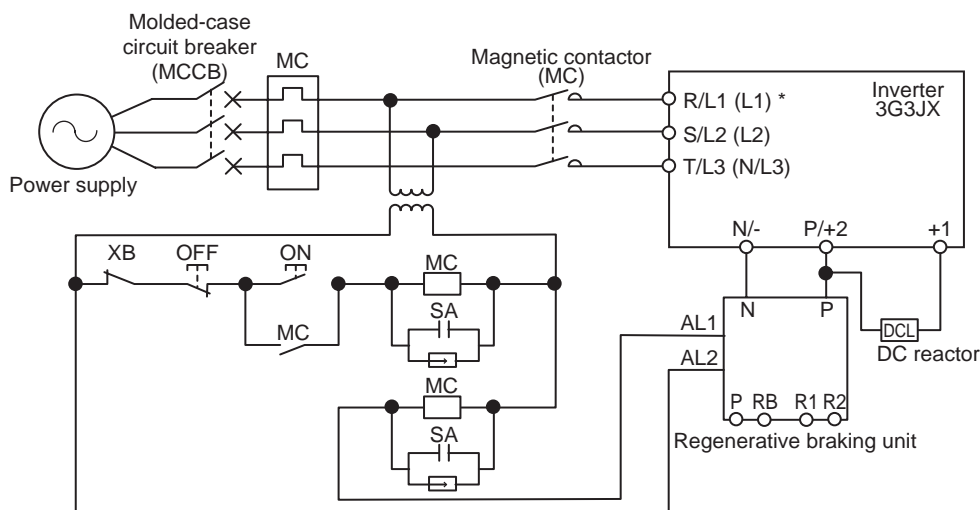 Molded-case
circuit breaker
(MCCB)
MC
Magnetic contactor
(MC)
Inverter
3G3JX
R/L1 (L1) *
S/L2 (L2)
T/L3 (N/L3)
Power supply
N/-
P/+2
+1
XB
OFF
ON
MC
SA
MC
N
P
DCL
DC reactor
AL1
AL2
MC
SA
P
RB
R1
R2
Regenerative braking unit